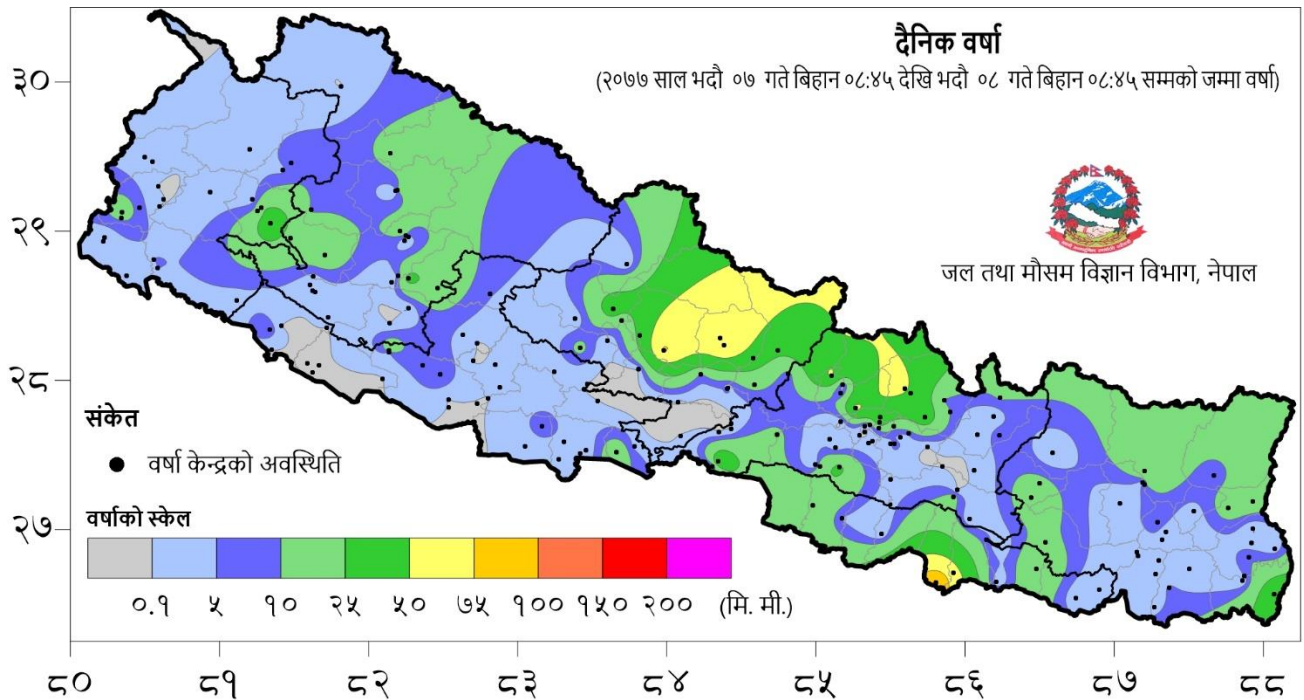 दैनिक वर्षा
(२०७७ साल भदौ ०७ गते बिहान ०८:४५ देखि भदौ ०८ गते बिहान ०८:४५ सम्मको जम्मा वर्षा)
३०
२९
जल तथा मौसम विज्ञान विभाग, नेपाल
२८
संकेत
वर्षा केन्द्रको अवस्थिति
वर्षाको स्केल
२७
०.१ ५ १० २५ ५० ७५ १०० १५० २०० (मि. मी.)
८० ८१ ८२ ८३ ८४ ८५ ८६ ८७ ८८